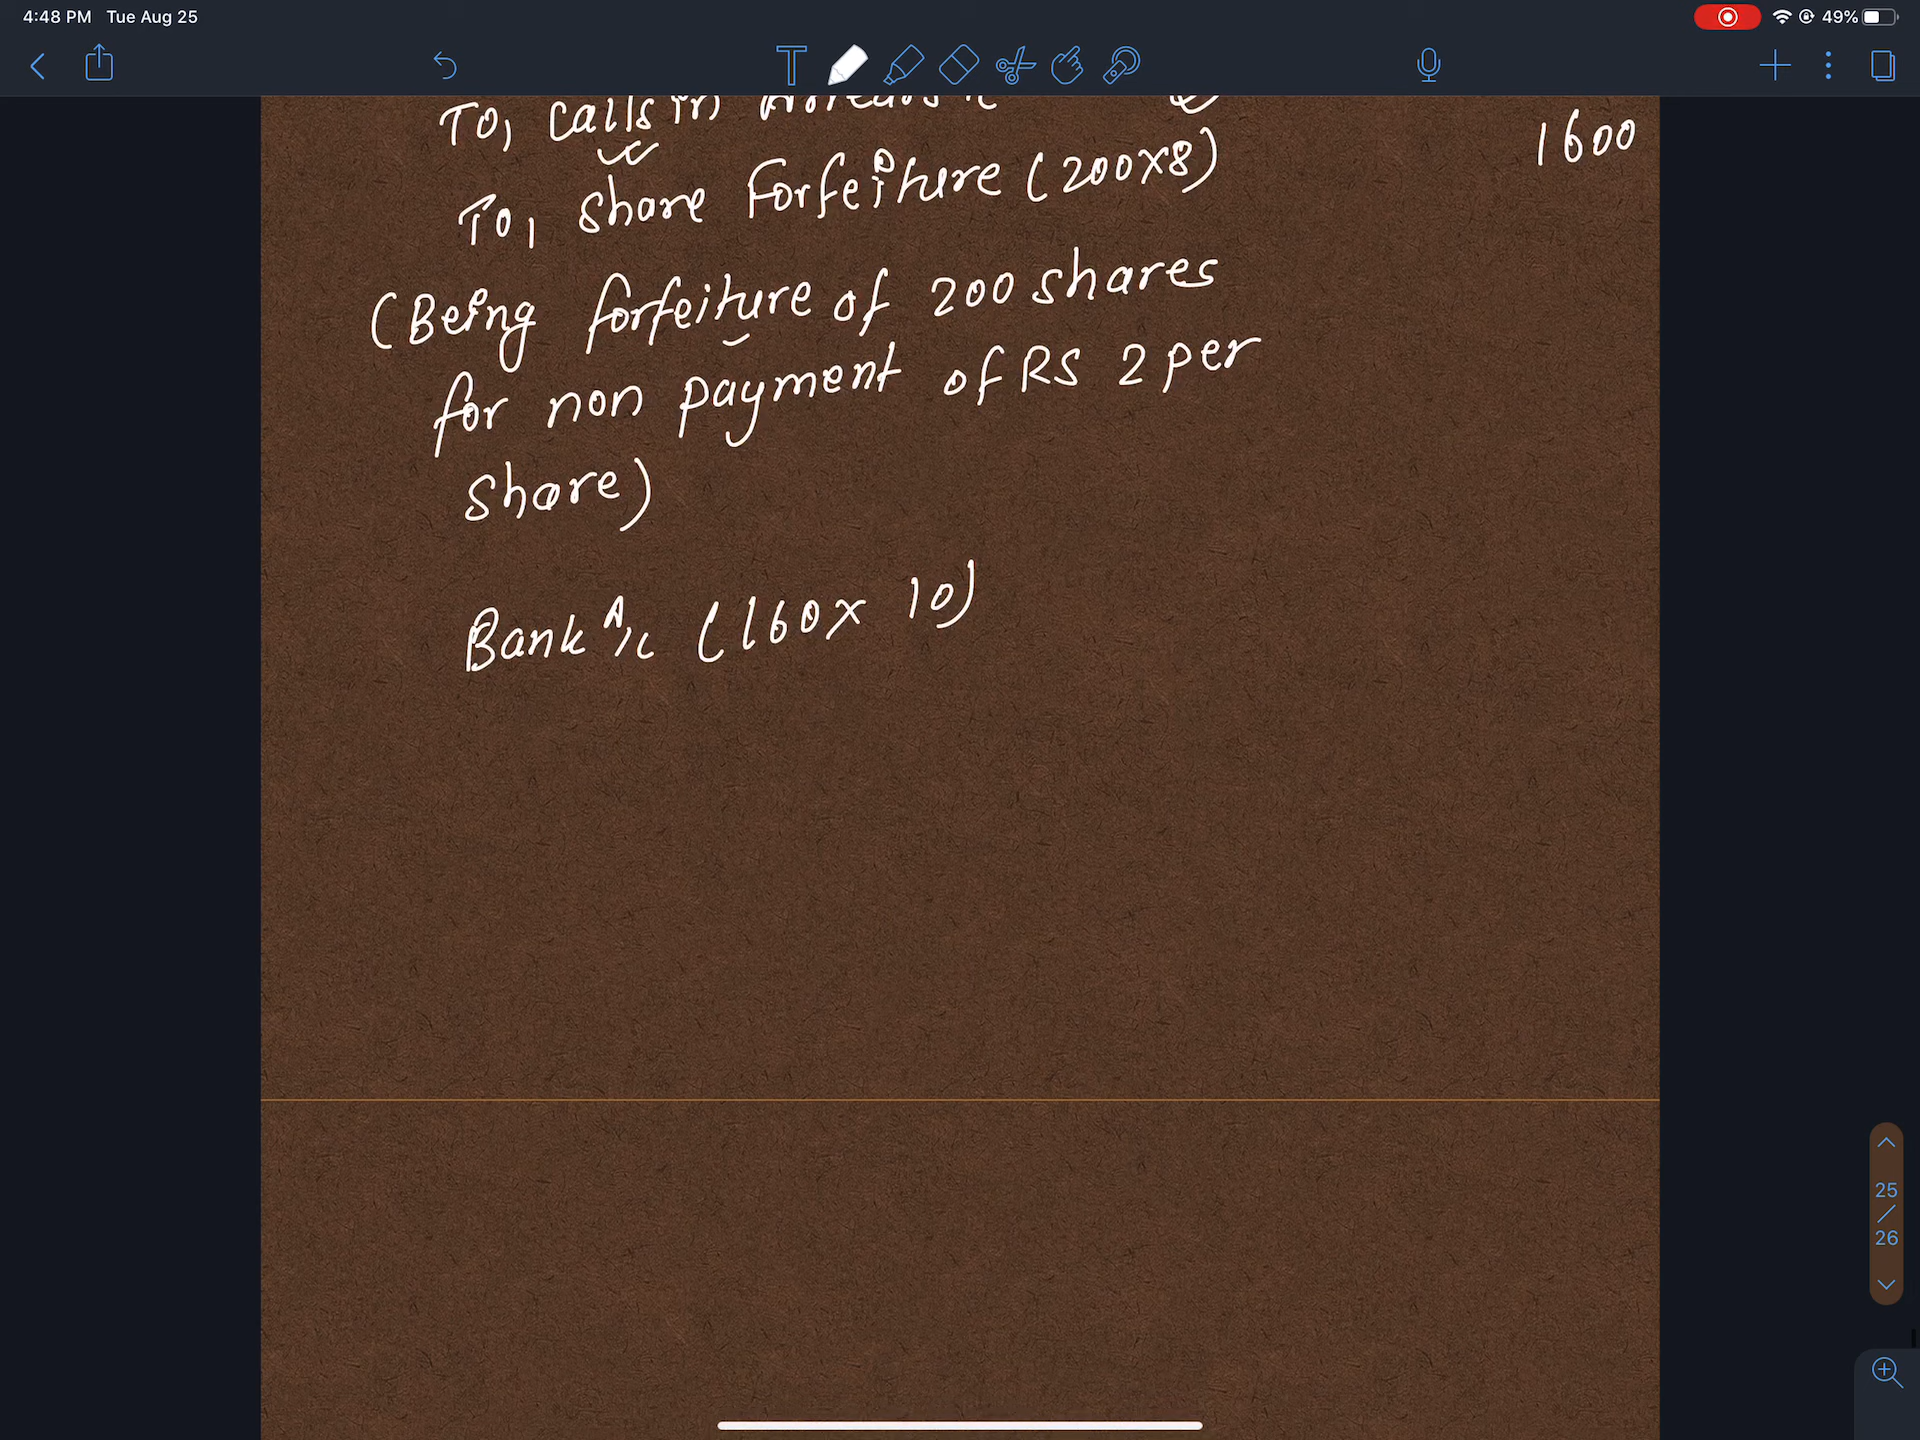 4:48 PM Tue Aug 25
49%
To, Calls in
1600
To, Share Forfeiture (200x8)
(Being forfeiture of 200 shares
for non payment of RS 2 per
share)
Bank A/c (160x 10)
25
/
26